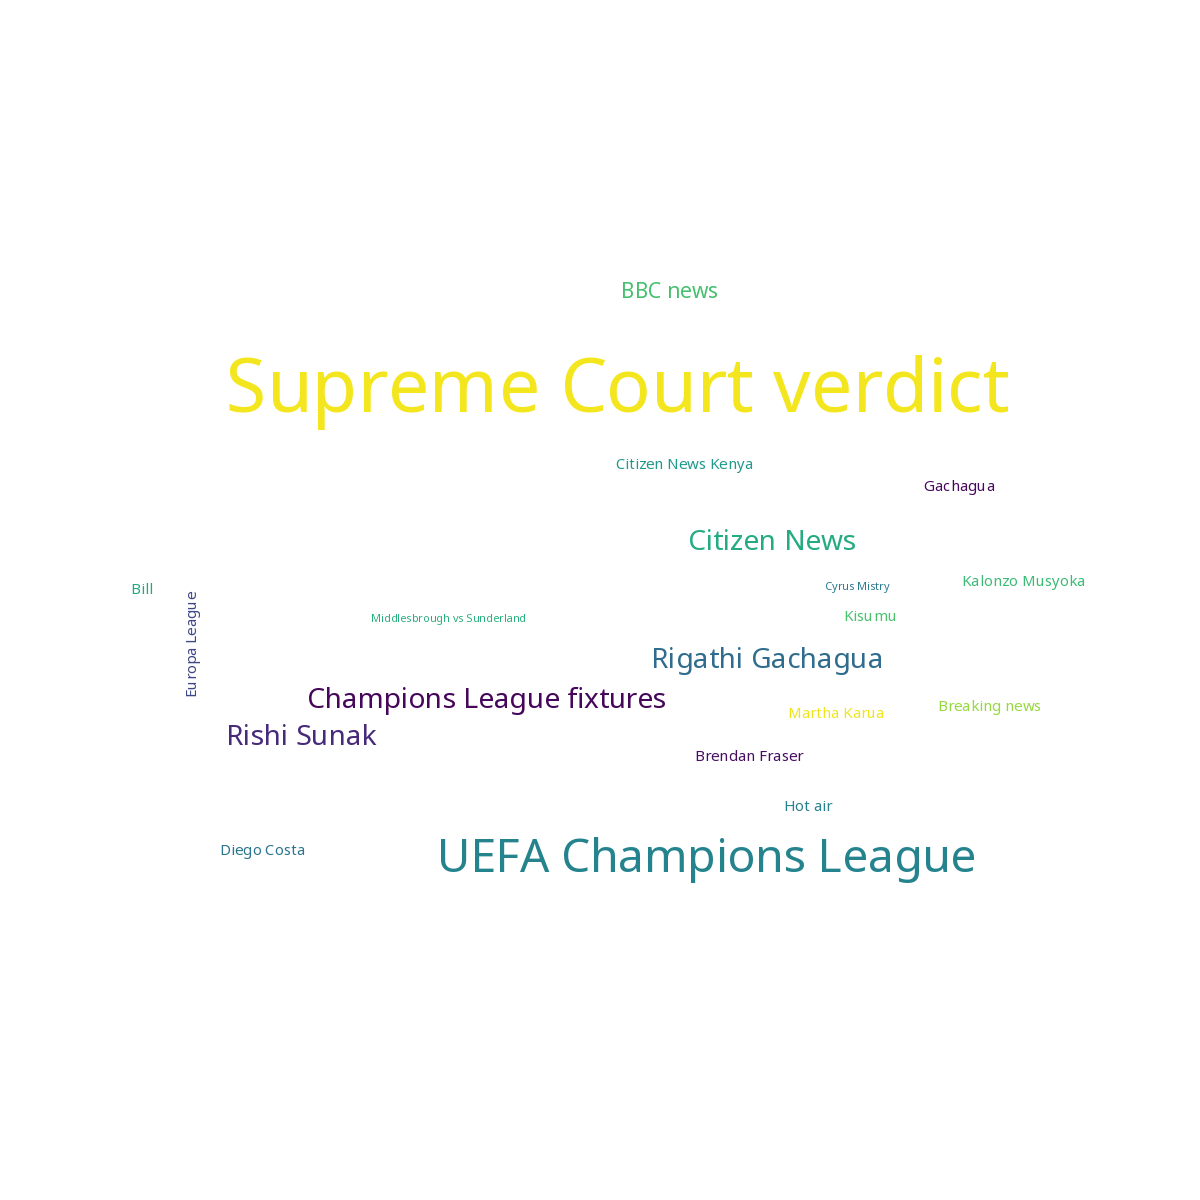 BBC news
Supreme Court verdict
Citizen News Kenya
Gachagua
Citizen News
Kalonzo Musyoka
Cyrus Mistry
Bill
Kisumu
Middlesbrough vs Sunderland
Europa League
Rigathi Gachagua
Champions League fixtures
Breaking news
Martha Karua
Rishi Sunak
Brendan Fraser
Hot air
Diego Costa
UEFA Champions League